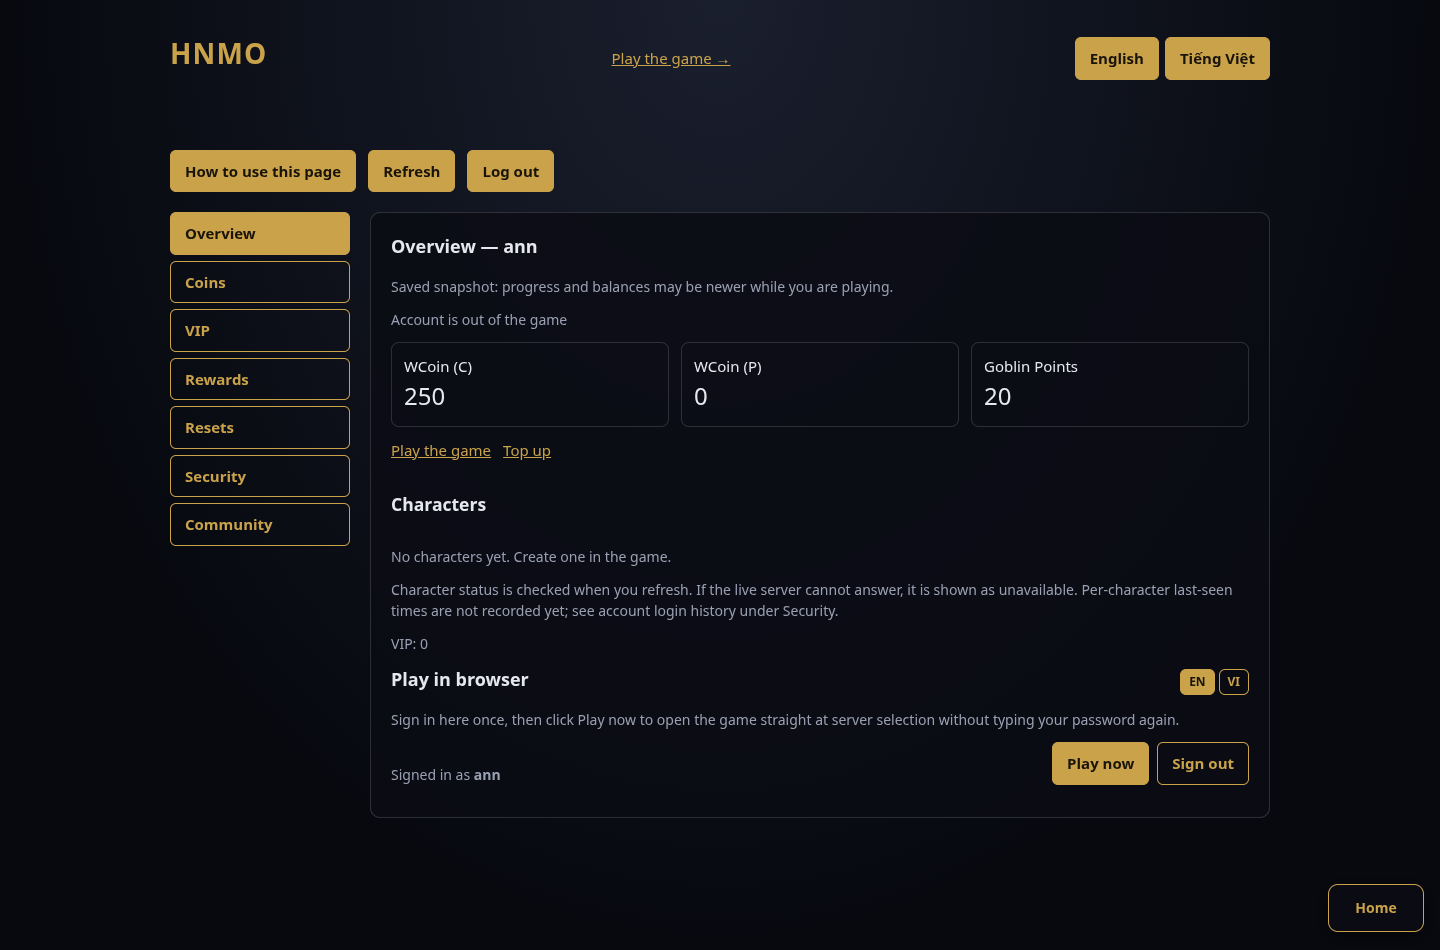 HNMO
Play the game →
English
Tiếng Việt
How to use this page
Refresh
Log out
Overview
Coins
VIP
Rewards
Resets
Security
Community
Overview — ann
Saved snapshot: progress and balances may be newer while you are playing.
Account is out of the game
WCoin (C)
250
WCoin (P)
0
Goblin Points
20
Play the game
Top up
Characters
No characters yet. Create one in the game.
Character status is checked when you refresh. If the live server cannot answer, it is shown as unavailable. Per-character last-seen
times are not recorded yet; see account login history under Security.
VIP: 0
Play in browser
EN
VI
Sign in here once, then click Play now to open the game straight at server selection without typing your password again.
Signed in as ann
Play now
Sign out
Home